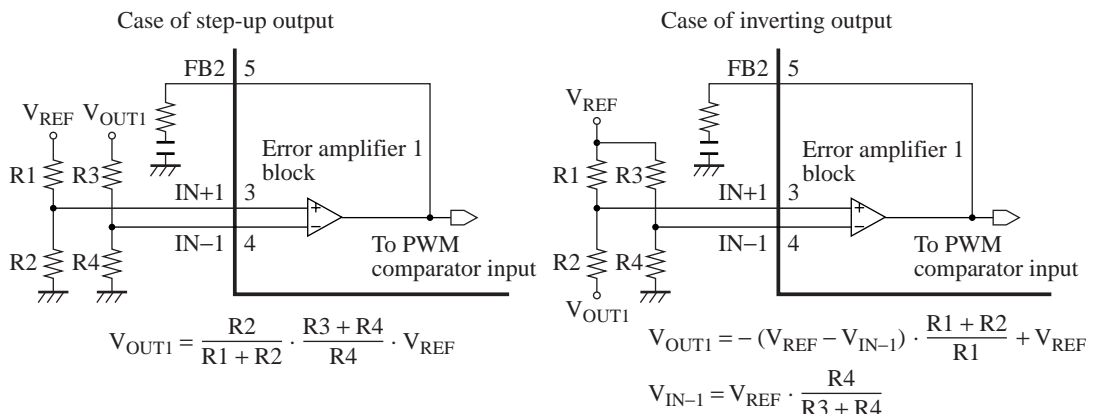 Case of step-up output
FB2 5
V_REF V_OUT1
R1 R3
Error amplifier 1
block
IN+1 3
+
−
IN−1 4
R2 R4
To PWM
comparator input
V_OUT1 = R2 / (R1 + R2) · (R3 + R4) / R4 · V_REF
Case of inverting output
FB2 5
V_REF
R1 R3
Error amplifier 1
block
IN+1 3
+
−
IN−1 4
R2 R4
To PWM
comparator input
V_OUT1
V_OUT1 = − (V_REF − V_IN−1) · (R1 + R2) / R1 + V_REF
V_IN−1 = V_REF · R4 / (R3 + R4)